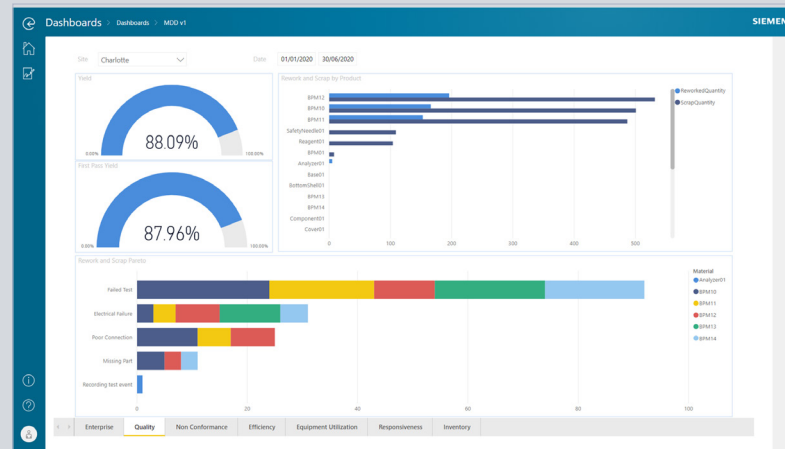 Dashboards > Dashboards > MDD v1
SIEMEN
Site Charlotte Date 01/01/2020 30/06/2020
Yield
88.09%
0.00% 100.00%
First Pass Yield
87.96%
0.00% 100.00%
Rework and Scrap by Product
BPM12
BPM10
BPM11
SafetyNeedle01
Reagent01
BPM01
Analyzer01
Base01
BottomShell01
BPM13
BPM14
Component01
Cover01
0 100 200 300 400 500
ReworkedQuantity
ScrapQuantity
Rework and Scrap Pareto
Failed Test
Electrical Failure
Poor Connection
Missing Part
Recording test event
0 20 40 60 80 100
Material
Analyzer01
BPM10
BPM11
BPM12
BPM13
BPM14
Enterprise Quality Non Conformance Efficiency Equipment Utilization Responsiveness Inventory